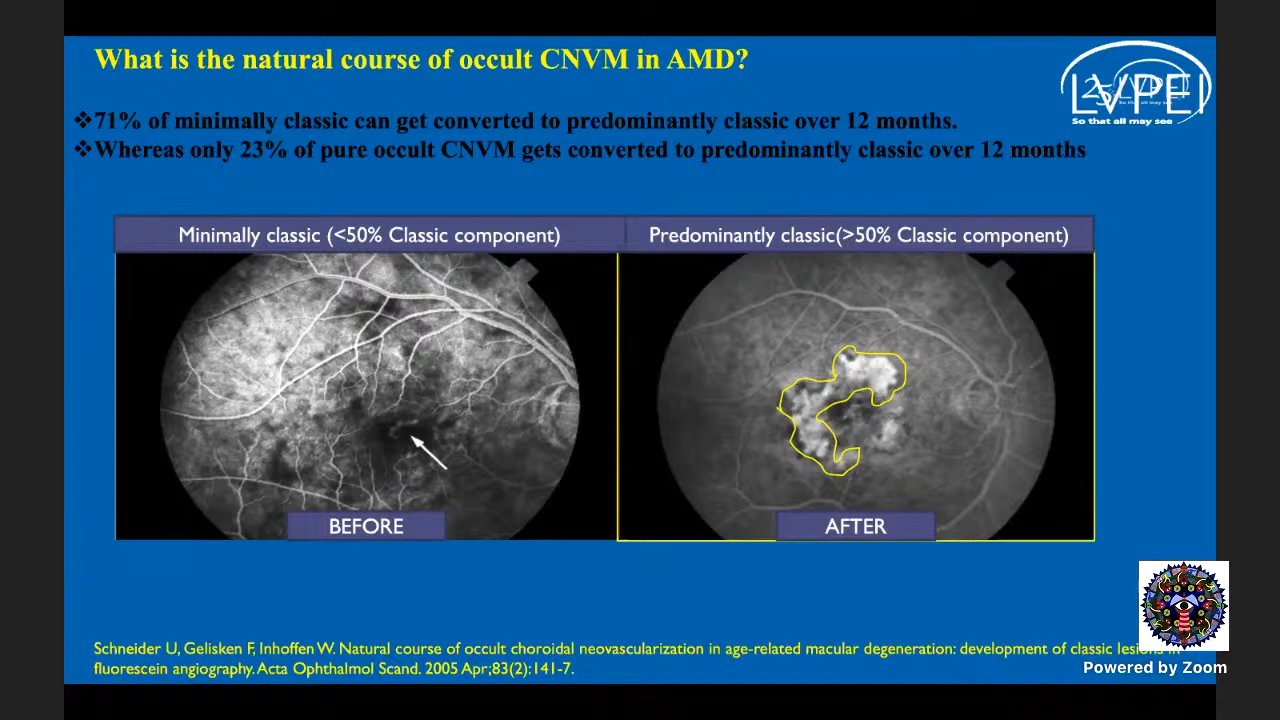 What is the natural course of occult CNVM in AMD?
LVPEI
So that all may see
❖71% of minimally classic can get converted to predominantly classic over 12 months.
❖Whereas only 23% of pure occult CNVM gets converted to predominantly classic over 12 months
Minimally classic (<50% Classic component)
Predominantly classic(>50% Classic component)
BEFORE
AFTER
Schneider U, Gelisken F, Inhoffen W. Natural course of occult choroidal neovascularization in age-related macular degeneration: development of classic lesions in
fluorescein angiography. Acta Ophthalmol Scand. 2005 Apr;83(2):141-7.
Powered by Zoom